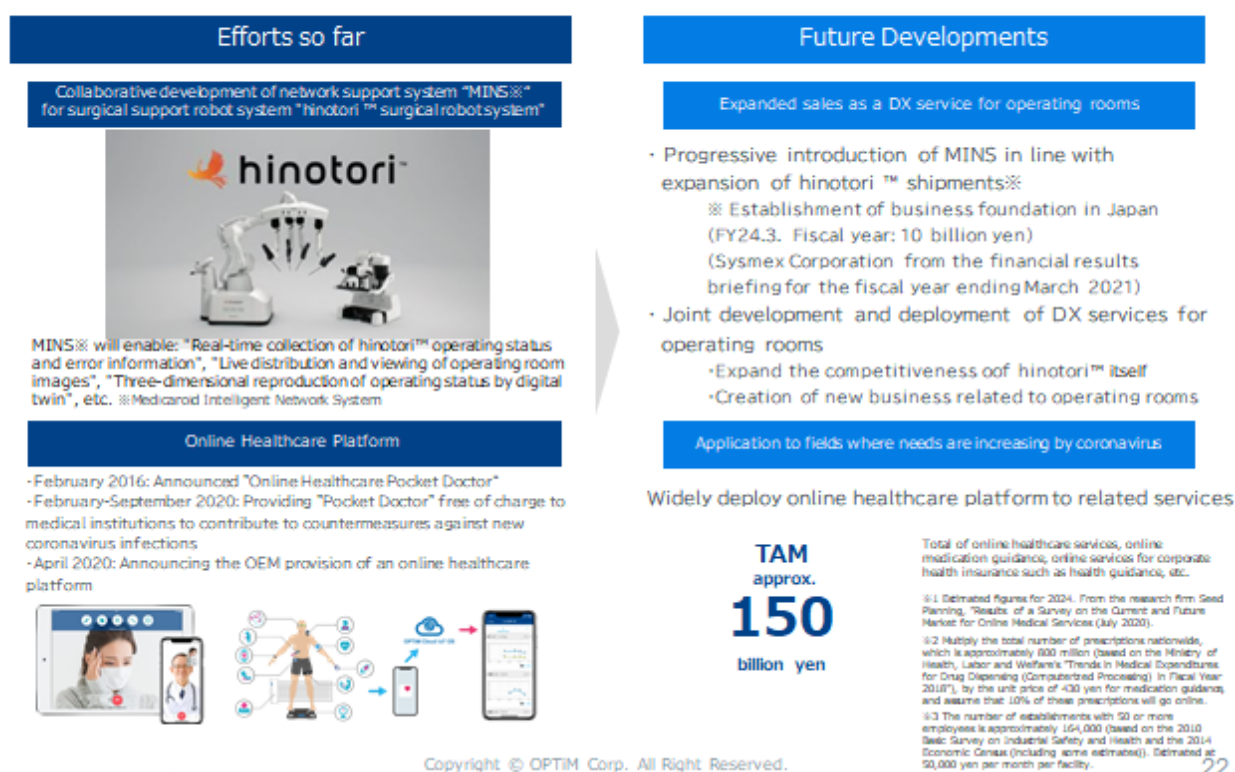 Efforts so far
Collaborative development of network support system "MINS※"
for surgical support robot system "hinotori ™ surgical robot system"
hinotori™
MINS※ will enable: "Real-time collection of hinotori™ operating status
and error information", "Live distribution and viewing of operating room
images", "Three-dimensional reproduction of operating status by digital
twin", etc. ※Medicaroid Intelligent Network System
Online Healthcare Platform
-February 2016: Announced "Online Healthcare Pocket Doctor"
-February-September 2020: Providing "Pocket Doctor" free of charge to
medical institutions to contribute to countermeasures against new
coronavirus infections
-April 2020: Announcing the OEM provision of an online healthcare
platform
OPTiM Cloud IoT OS
Future Developments
Expanded sales as a DX service for operating rooms
・Progressive introduction of MINS in line with
expansion of hinotori ™ shipments※
※ Establishment of business foundation in Japan
(FY24.3. Fiscal year: 10 billion yen)
(Sysmex Corporation from the financial results
briefing for the fiscal year ending March 2021)
・Joint development and deployment of DX services for
operating rooms
・Expand the competitiveness oof hinotori™ itself
・Creation of new business related to operating rooms
Application to fields where needs are increasing by coronavirus
Widely deploy online healthcare platform to related services
TAM
approx.
150
billion yen
Total of online healthcare services, online
medication guidance, online services for corporate
health insurance such as health guidance, etc.
※1 Estimated figures for 2024. From the research firm Seed
Planning, "Results of a Survey on the Current and Future
Market for Online Medical Services (July 2020).
※2 Multiply the total number of prescriptions nationwide,
which is approximately 800 million (based on the Ministry of
Health, Labor and Welfare's "Trends in Medical Expenditures
for Drug Dispensing (Computerized Processing) in Fiscal Year
2018"), by the unit price of 430 yen for medication guidance,
and assume that 10% of these prescriptions will go online.
※3 The number of establishments with 50 or more
employees is approximately 164,000 (based on the 2010
Basic Survey on Industrial Safety and Health and the 2014
Economic Census (including some estimates)). Estimated at
50,000 yen per month per facility.
Copyright © OPTiM Corp. All Right Reserved.
22